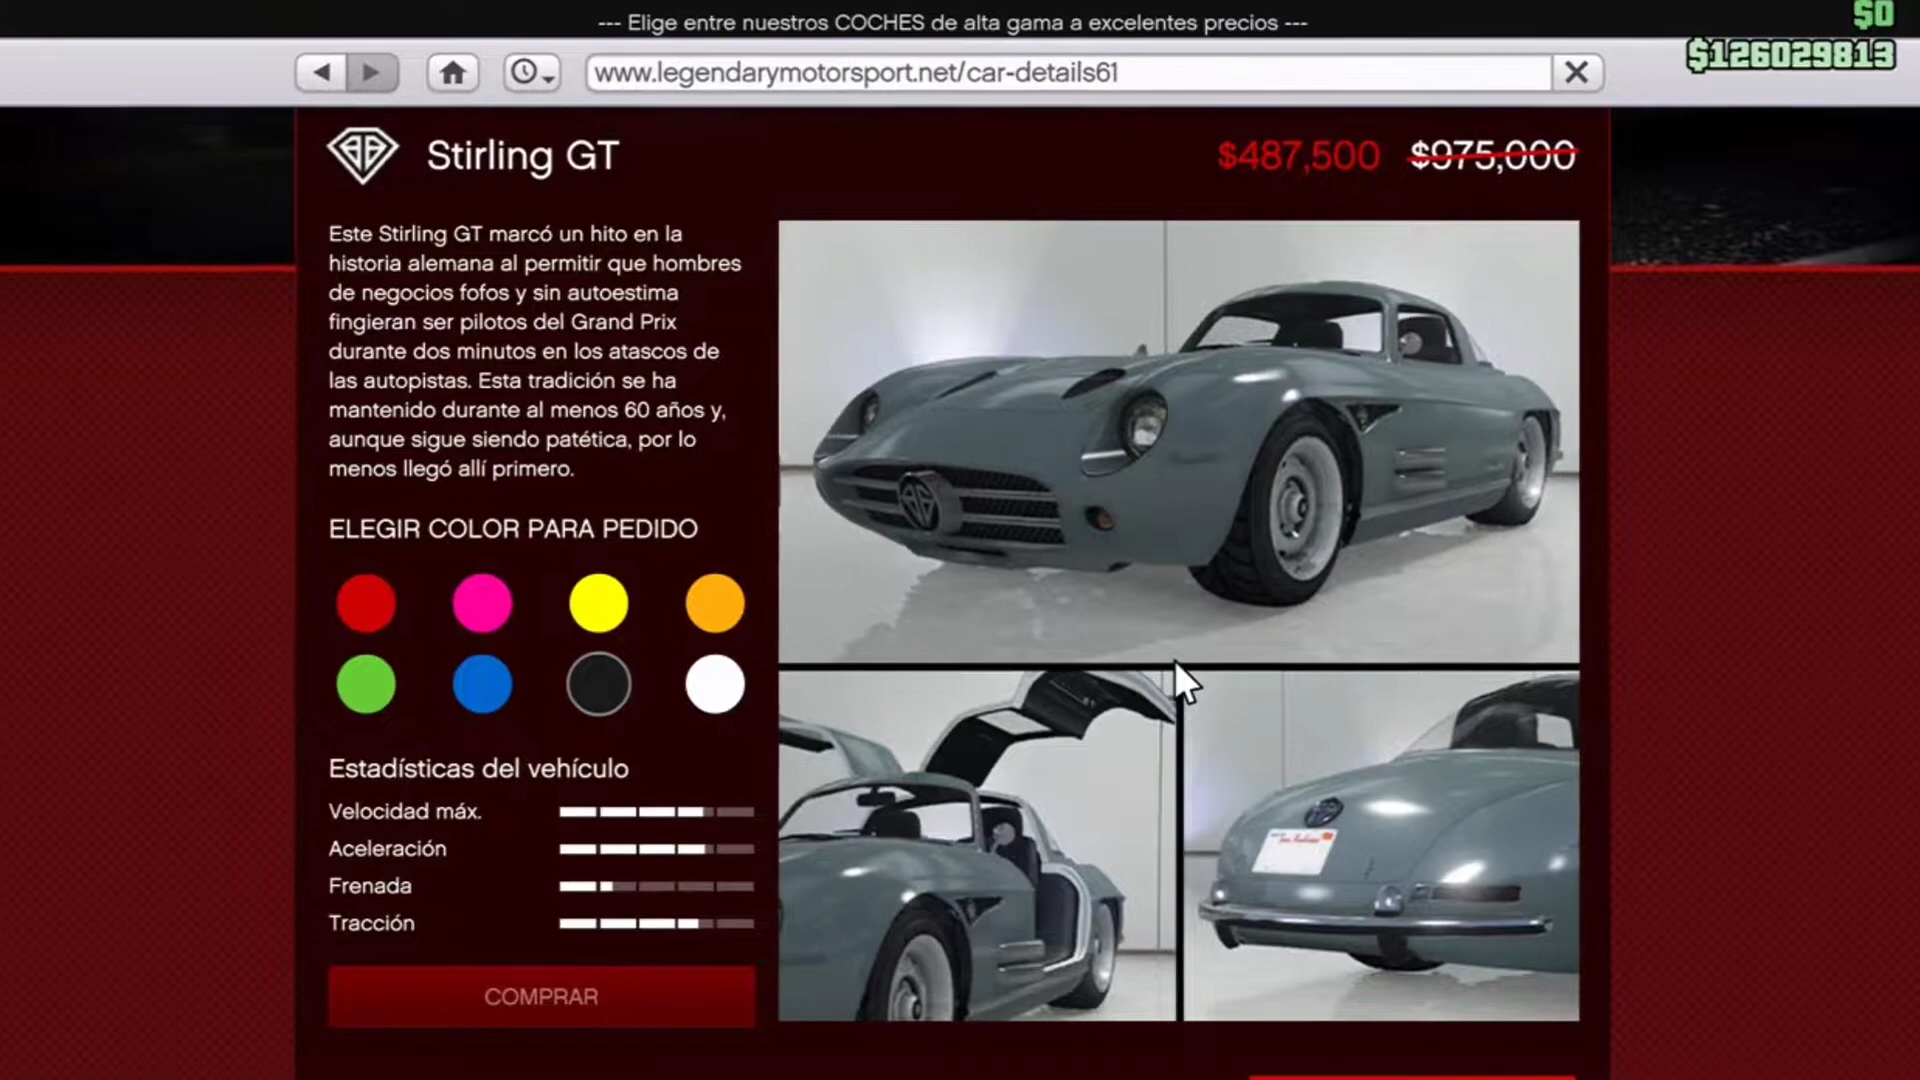 --- Elige entre nuestros COCHES de alta gama a excelentes precios ---
$0
$126029813
www.legendarymotorsport.net/car-details61
Stirling GT
$487,500 $975,000
Este Stirling GT marcó un hito en la
historia alemana al permitir que hombres
de negocios fofos y sin autoestima
fingieran ser pilotos del Grand Prix
durante dos minutos en los atascos de
las autopistas. Esta tradición se ha
mantenido durante al menos 60 años y,
aunque sigue siendo patética, por lo
menos llegó allí primero.
ELEGIR COLOR PARA PEDIDO
Estadísticas del vehículo
Velocidad máx.
Aceleración
Frenada
Tracción
COMPRAR